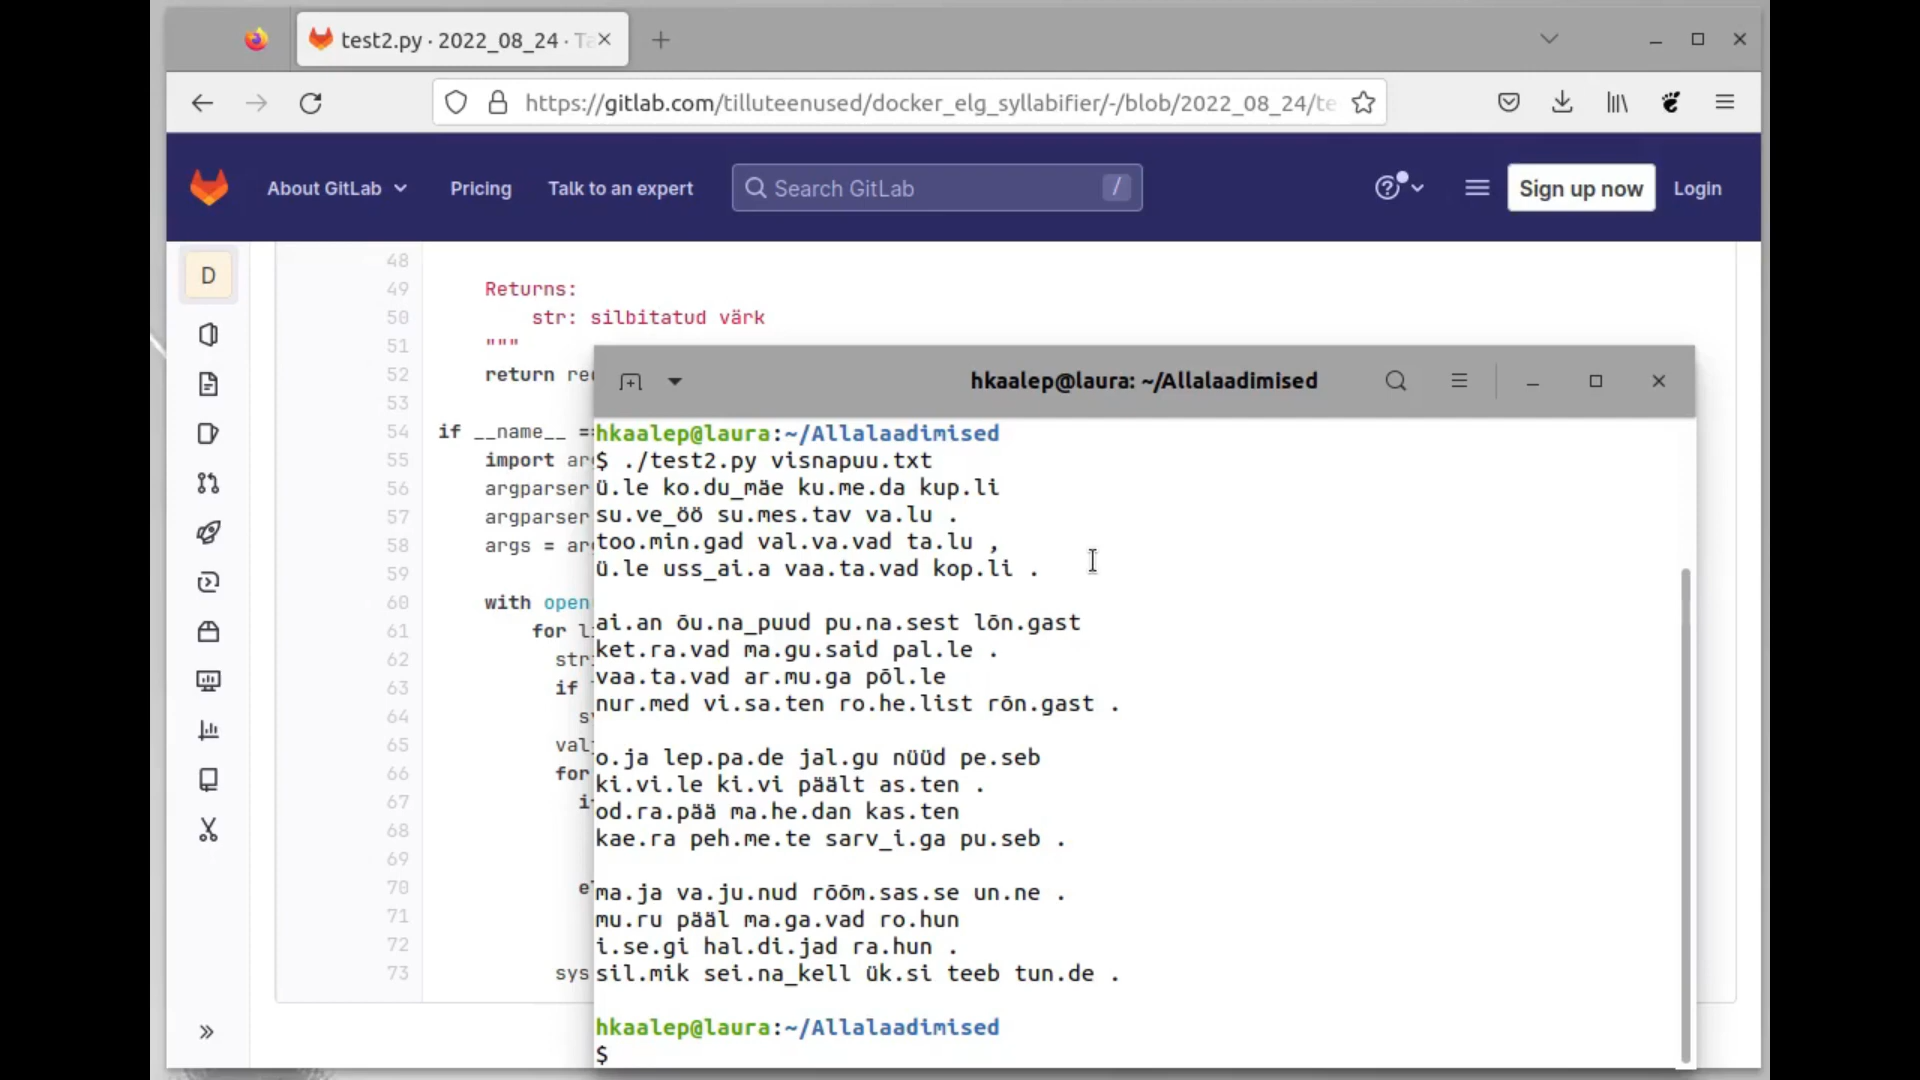 test2.py · 2022_08_24 · Ta
https://gitlab.com/tilluteenused/docker_elg_syllabifier/-/blob/2022_08_24/te
About GitLab
Pricing
Talk to an expert
Search GitLab
/
Sign up now
Login
D
48
49 Returns:
50 str: silbitatud värk
51 """
52 return re
53
54 if __name__ ==
55 import ar
56 argparser
57 argparser
58 args = ar
59
60 with open
61 for l
62 str
63 if
64 sy
65 val
66 for
67 i
68
69
70 e
71
72
73 sys
hkaalep@laura: ~/Allalaadimised
hkaalep@laura:~/Allalaadimised
$ ./test2.py visnapuu.txt
ü.le ko.du_mäe ku.me.da kup.li
su.ve_öö su.mes.tav va.lu .
too.min.gad val.va.vad ta.lu ,
ü.le uss_ai.a vaa.ta.vad kop.li .
ai.an õu.na_puud pu.na.sest lõn.gast
ket.ra.vad ma.gu.said pal.le .
vaa.ta.vad ar.mu.ga põl.le
nur.med vi.sa.ten ro.he.list rõn.gast .
o.ja lep.pa.de jal.gu nüüd pe.seb
ki.vi.le ki.vi päält as.ten .
od.ra.pää ma.he.dan kas.ten
kae.ra peh.me.te sarv_i.ga pu.seb .
ma.ja va.ju.nud rõõm.sas.se un.ne .
mu.ru pääl ma.ga.vad ro.hun
i.se.gi hal.di.jad ra.hun .
sil.mik sei.na_kell ük.si teeb tun.de .
hkaalep@laura:~/Allalaadimised
$